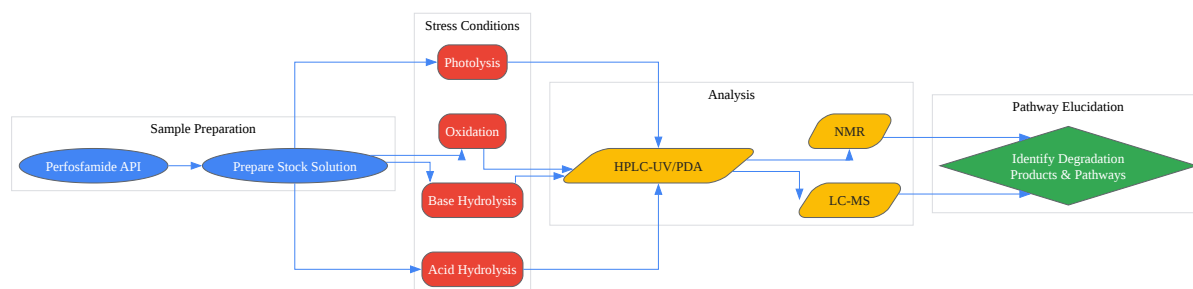 Sample Preparation
Perfosfamide API
Prepare Stock Solution
Stress Conditions
Photolysis
Oxidation
Base Hydrolysis
Acid Hydrolysis
Analysis
HPLC-UV/PDA
NMR
LC-MS
Pathway Elucidation
Identify Degradation
Products & Pathways